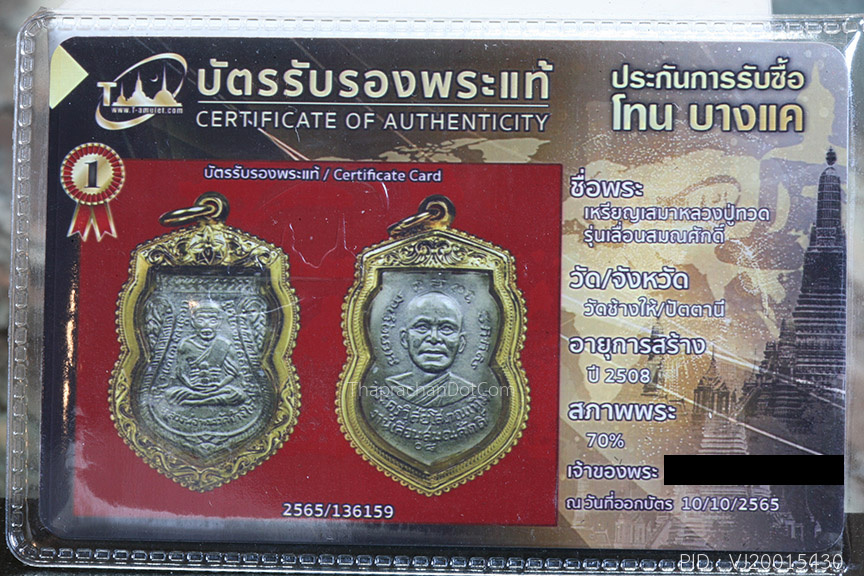 T
www.T-amulet.com
บัตรรับรองพระแท้
CERTIFICATE OF AUTHENTICITY
ประกันการรับซื้อ
โทน บางแค
1
บัตรรับรองพระแท้ / Certificate Card
ชื่อพระ
เหรียญเสมาหลวงปู่ทวด
รุ่นเลื่อนสมณศักดิ์
วัด/จังหวัด
วัดช้างให้/ปัตตานี
อายุการสร้าง
ปี 2508
สภาพพระ
70%
เจ้าของพระ
ณ วันที่ออกบัตร 10/10/2565
2565/136159
ThaprachanDotCom
PID : VJ20015430